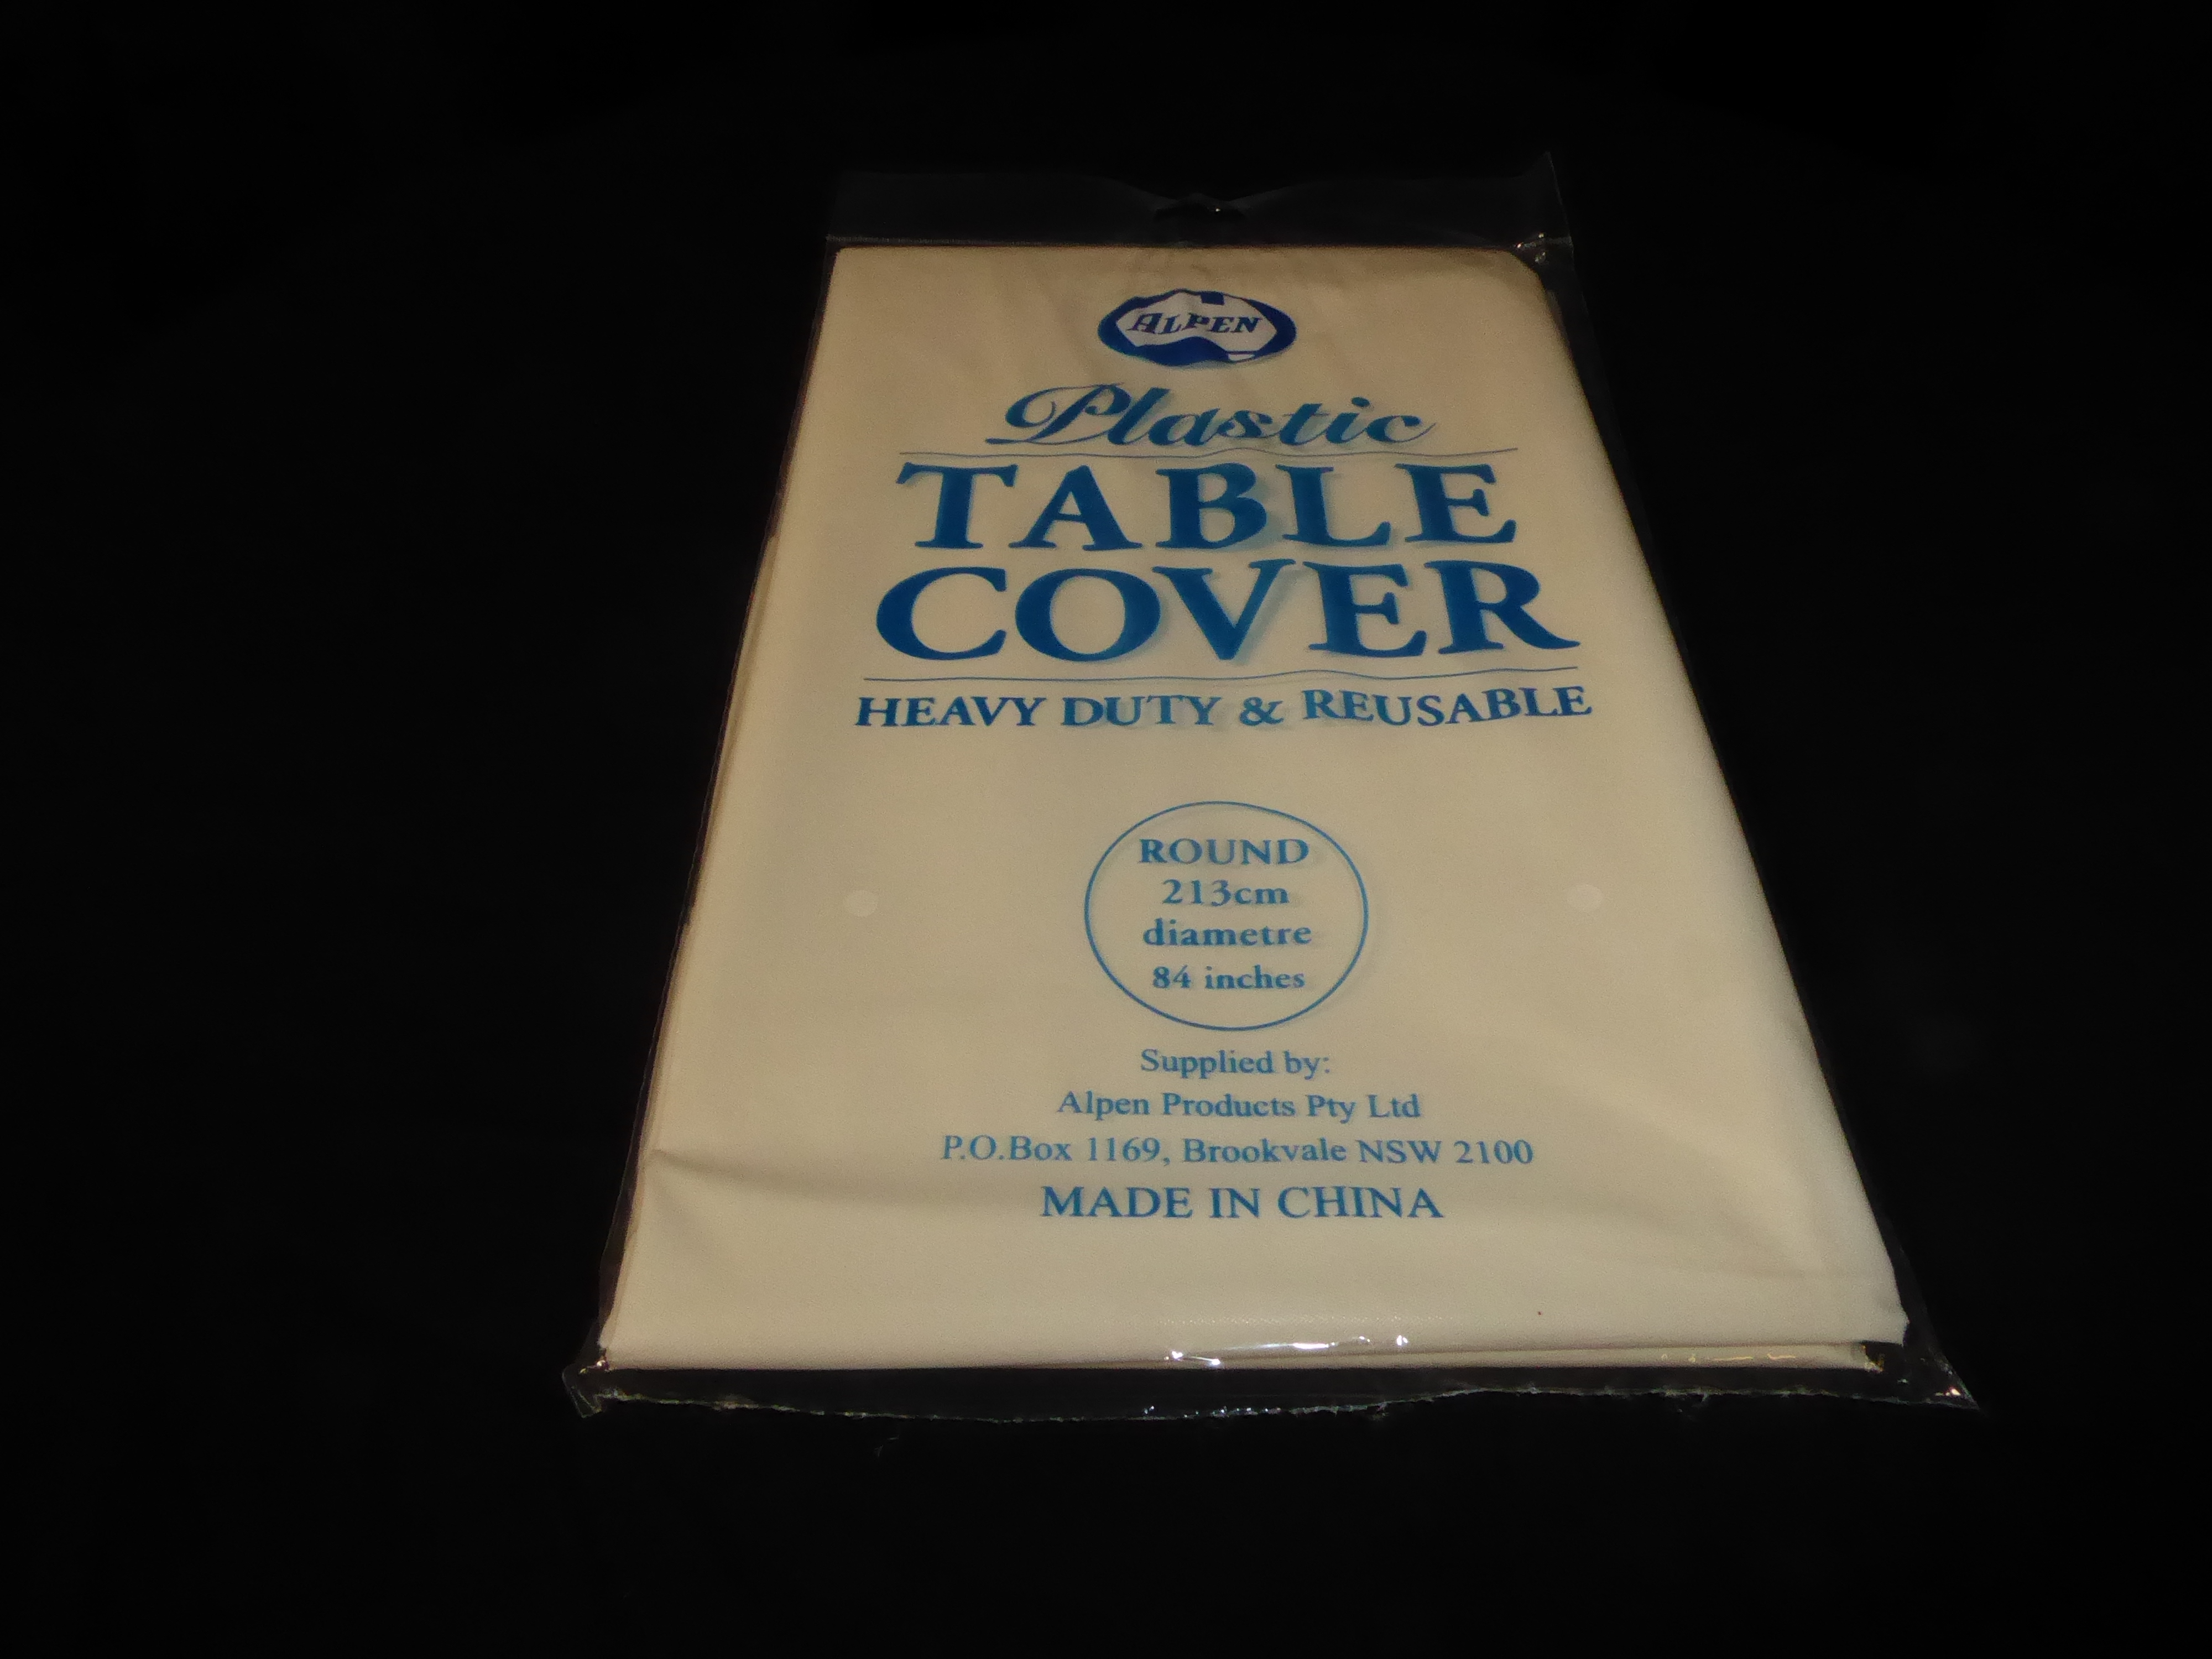 ALPEN
Plastic
TABLE
COVER
HEAVY DUTY & REUSABLE
ROUND
213cm
diametre
84 inches
Supplied by:
Alpen Products Pty Ltd
P.O.Box 1169, Brookvale NSW 2100
MADE IN CHINA